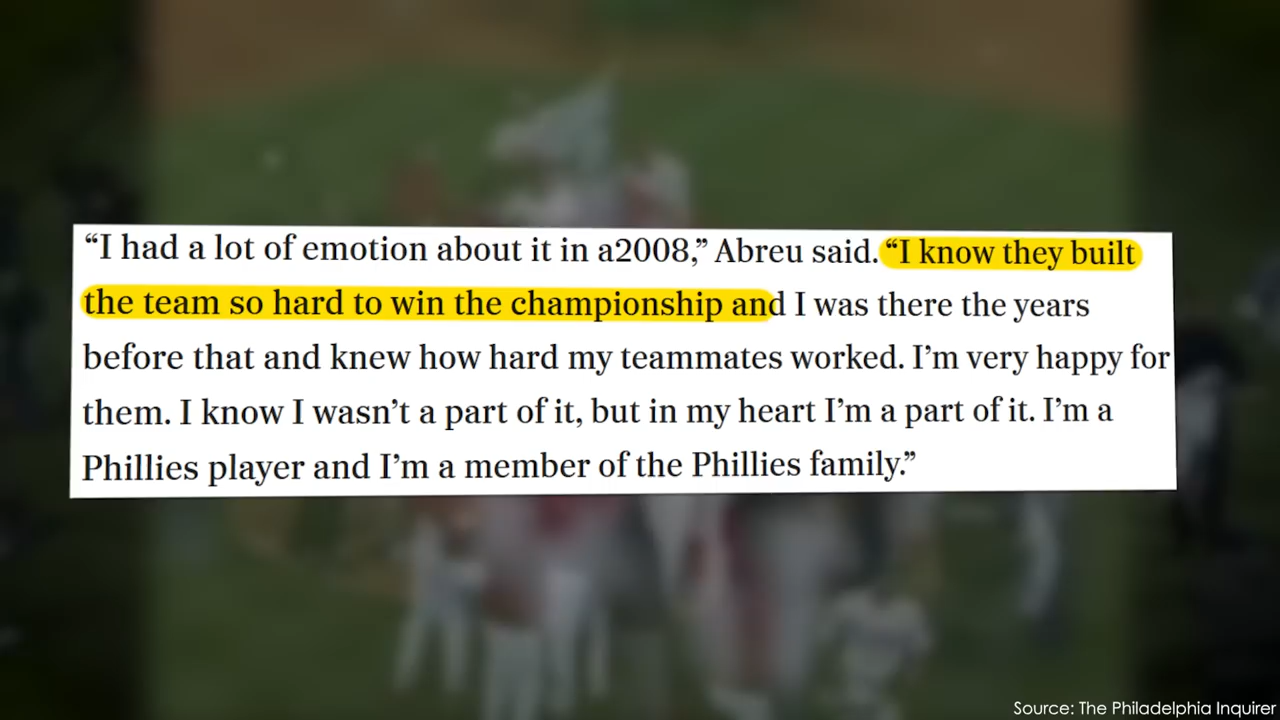 “I had a lot of emotion about it in a2008,” Abreu said. “I know they built
the team so hard to win the championship and I was there the years
before that and knew how hard my teammates worked. I’m very happy for
them. I know I wasn’t a part of it, but in my heart I’m a part of it. I’m a
Phillies player and I’m a member of the Phillies family.”
Source: The Philadelphia Inquirer